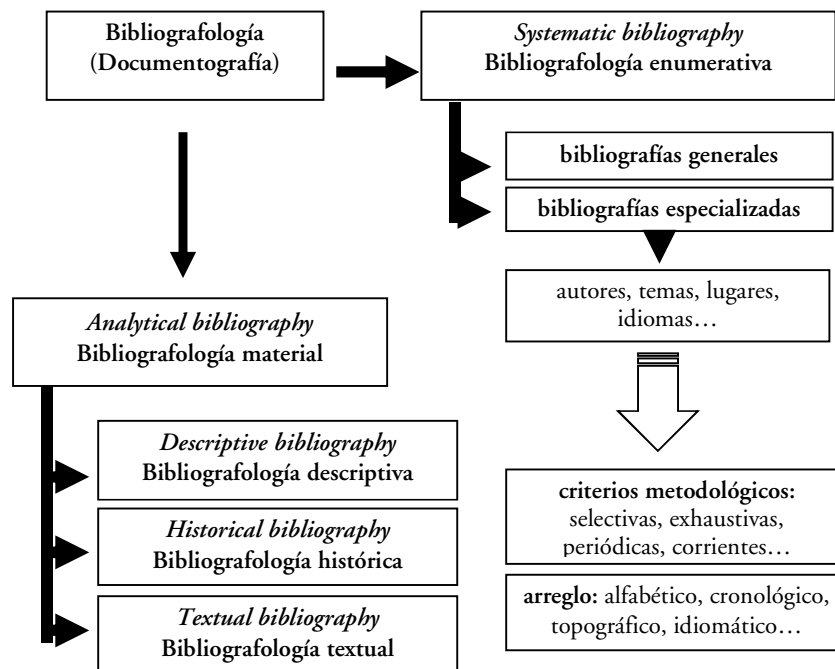 Bibliografología
(Documentografía)
Systematic bibliography
Bibliografología enumerativa
bibliografías generales
bibliografías especializadas
autores, temas, lugares,
idiomas…
Analytical bibliography
Bibliografología material
Descriptive bibliography
Bibliografología descriptiva
Historical bibliography
Bibliografología histórica
Textual bibliography
Bibliografología textual
criterios metodológicos:
selectivas, exhaustivas,
periódicas, corrientes…
arreglo: alfabético, cronológico,
topográfico, idiomático…